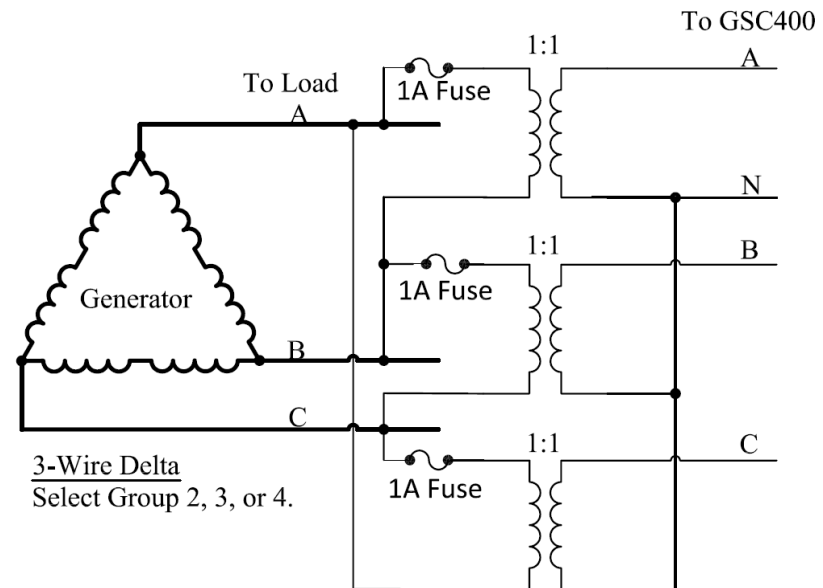 To GSC400
1:1
A
To Load
1A Fuse
A
N
1:1
B
1A Fuse
Generator
B
C
1:1
C
3-Wire Delta
1A Fuse
Select Group 2, 3, or 4.